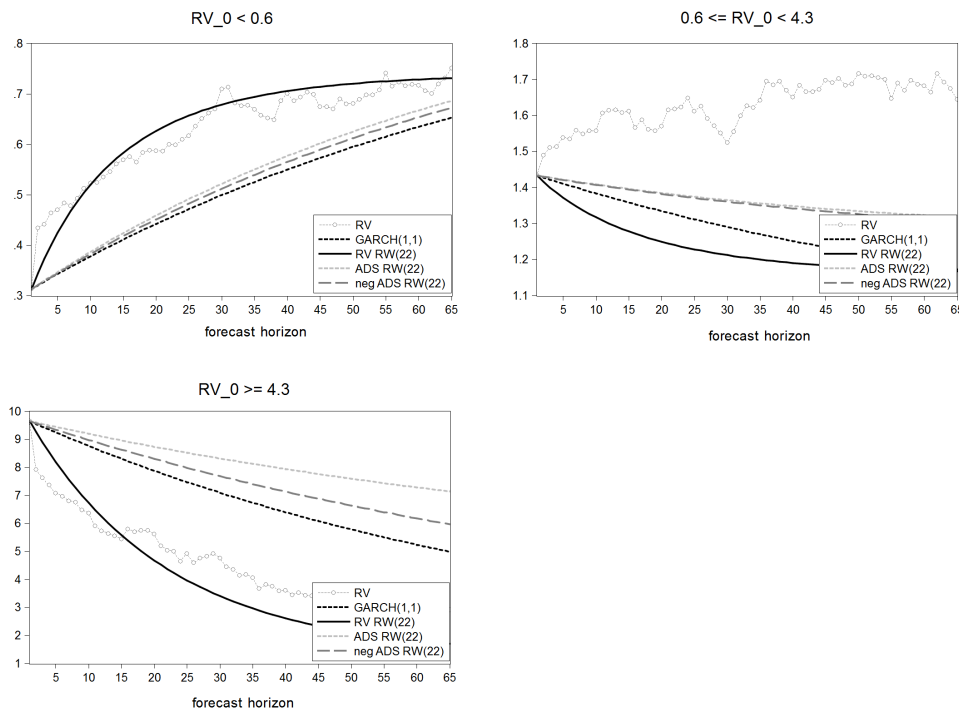 RV_0 < 0.6
.8
.7
.6
.5
.4
.3
5 10 15 20 25 30 35 40 45 50 55 60 65
forecast horizon
RV
GARCH(1,1)
RV RW(22)
ADS RW(22)
neg ADS RW(22)
0.6 <= RV_0 < 4.3
1.8
1.7
1.6
1.5
1.4
1.3
1.2
1.1
5 10 15 20 25 30 35 40 45 50 55 60 65
forecast horizon
RV
GARCH(1,1)
RV RW(22)
ADS RW(22)
neg ADS RW(22)
RV_0 >= 4.3
10
9
8
7
6
5
4
3
2
1
5 10 15 20 25 30 35 40 45 50 55 60 65
forecast horizon
RV
GARCH(1,1)
RV RW(22)
ADS RW(22)
neg ADS RW(22)